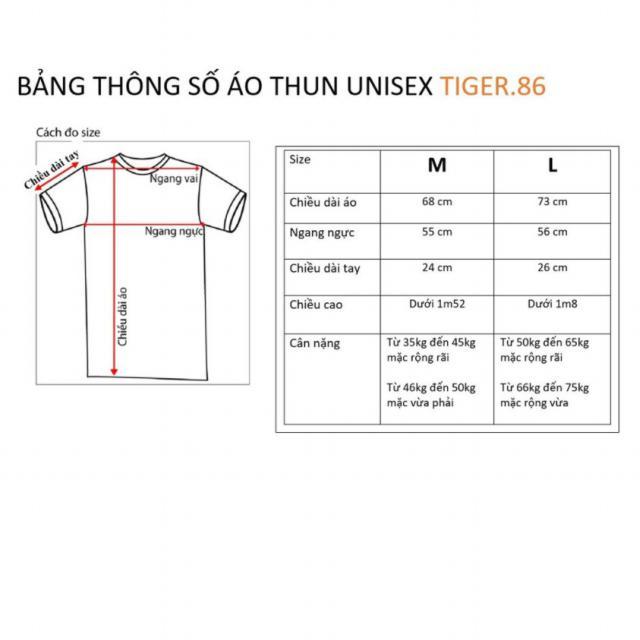 BẢNG THÔNG SỐ ÁO THUN UNISEX TIGER.86
Cách đo size
Chiều dài tay
Ngang vai
Ngang ngực
Chiều dài áo
Size M L
Chiều dài áo 68 cm 73 cm
Ngang ngực 55 cm 56 cm
Chiều dài tay 24 cm 26 cm
Chiều cao Dưới 1m52 Dưới 1m8
Cân nặng Từ 35kg đến 45kg Từ 50kg đến 65kg
mặc rộng rãi mặc rộng rãi
Từ 46kg đến 50kg Từ 66kg đến 75kg
mặc vừa phải mặc rộng vừa